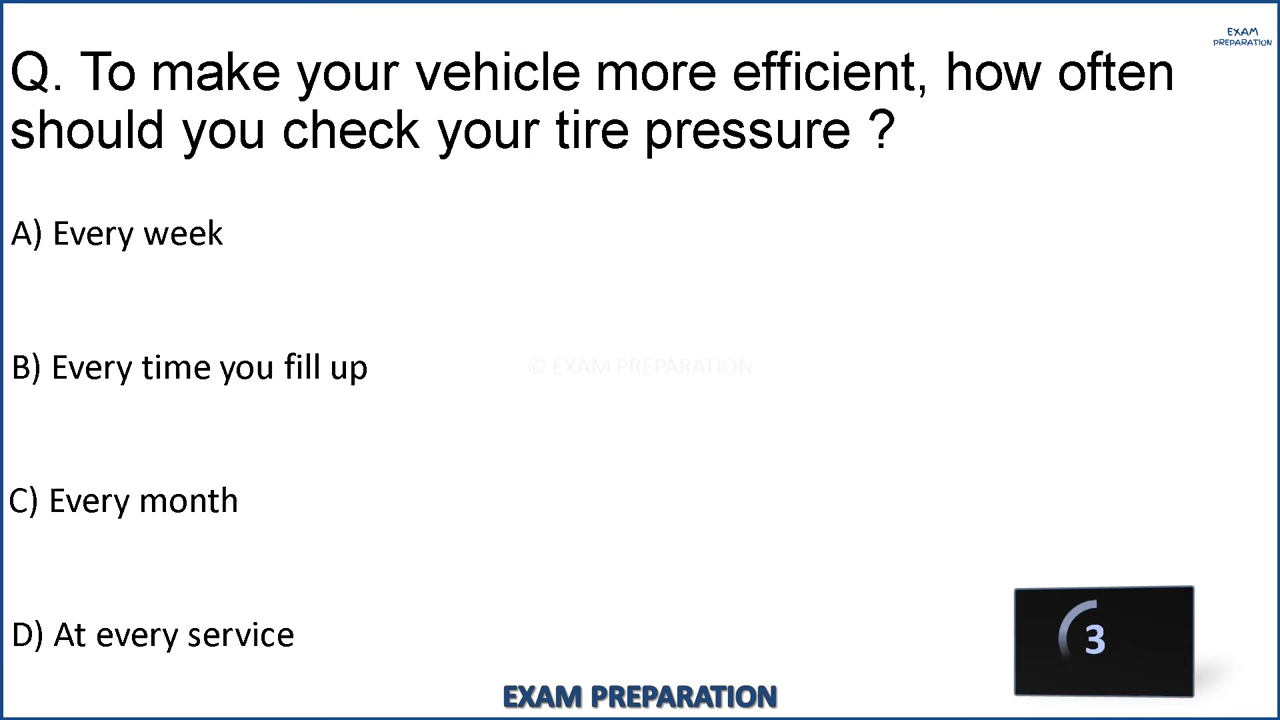 EXAM
PREPARATION
Q. To make your vehicle more efficient, how often
should you check your tire pressure ?
A) Every week
B) Every time you fill up
© EXAM PREPARATION
C) Every month
D) At every service
3
EXAM PREPARATION